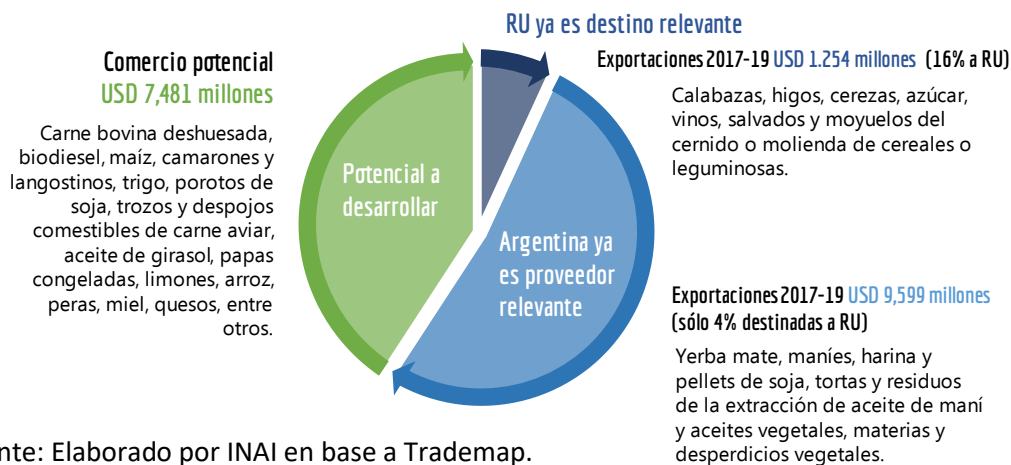 RU ya es destino relevante
Comercio potencial
USD 7,481 millones
Carne bovina deshuesada,
biodiesel, maíz, camarones y
langostinos, trigo, porotos de
soja, trozos y despojos
comestibles de carne aviar,
aceite de girasol, papas
congeladas, limones, arroz,
peras, miel, quesos, entre
otros.
Potencial a
desarrollar
Argentina ya
es proveedor
relevante
Exportaciones 2017-19 USD 1.254 millones (16% a RU)
Calabazas, higos, cerezas, azúcar,
vinos, salvados y moyuelos del
cernido o molienda de cereales o
leguminosas.
Exportaciones 2017-19 USD 9,599 millones
(sólo 4% destinadas a RU)
Yerba mate, maníes, harina y
pellets de soja, tortas y residuos
de la extracción de aceite de maní
y aceites vegetales, materias y
desperdicios vegetales.
nte: Elaborado por INAI en base a Trademap.